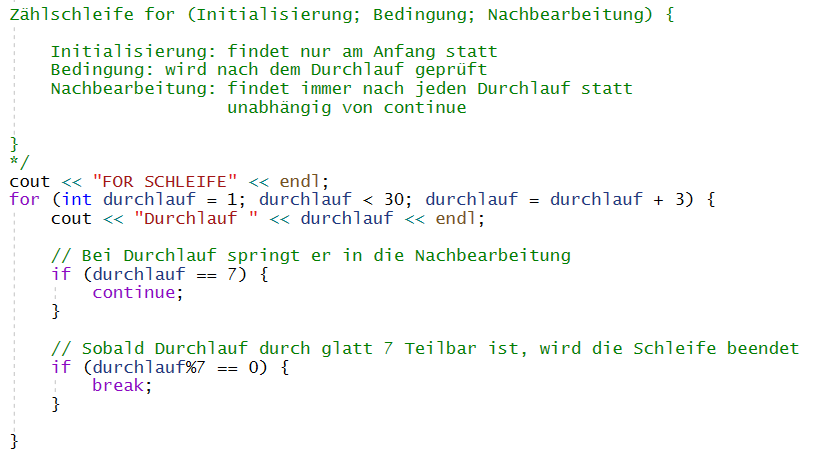 Zählschleife for (Initialisierung; Bedingung; Nachbearbeitung) {
Initialisierung: findet nur am Anfang statt
Bedingung: wird nach dem Durchlauf geprüft
Nachbearbeitung: findet immer nach jeden Durchlauf statt
unabhängig von continue
}
*/
cout << "FOR SCHLEIFE" << endl;
for (int durchlauf = 1; durchlauf < 30; durchlauf = durchlauf + 3) {
cout << "Durchlauf " << durchlauf << endl;
// Bei Durchlauf springt er in die Nachbearbeitung
if (durchlauf == 7) {
continue;
}
// Sobald Durchlauf durch glatt 7 Teilbar ist, wird die Schleife beendet
if (durchlauf%7 == 0) {
break;
}
}